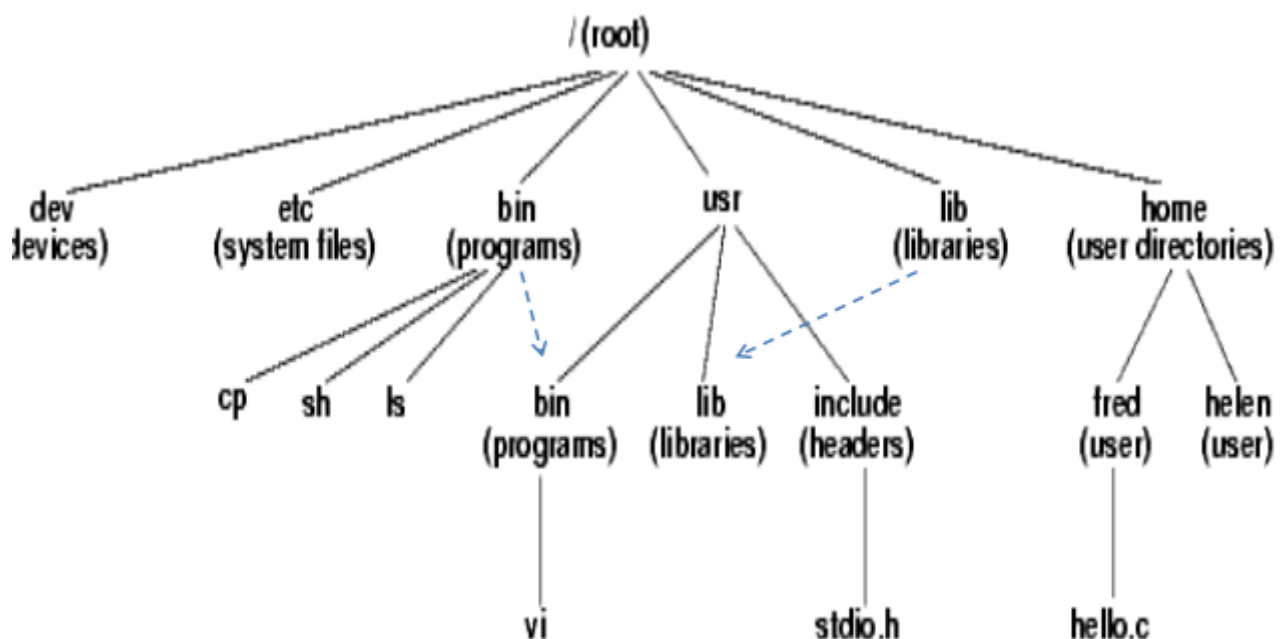 / (root)
dev
devices)
etc
(system files)
bin
(programs)
usr
lib
(libraries)
home
(user directories)
cp
sh
ls
bin
(programs)
lib
(libraries)
include
(headers)
fred
(user)
helen
(user)
vi
stdio.h
hello.c